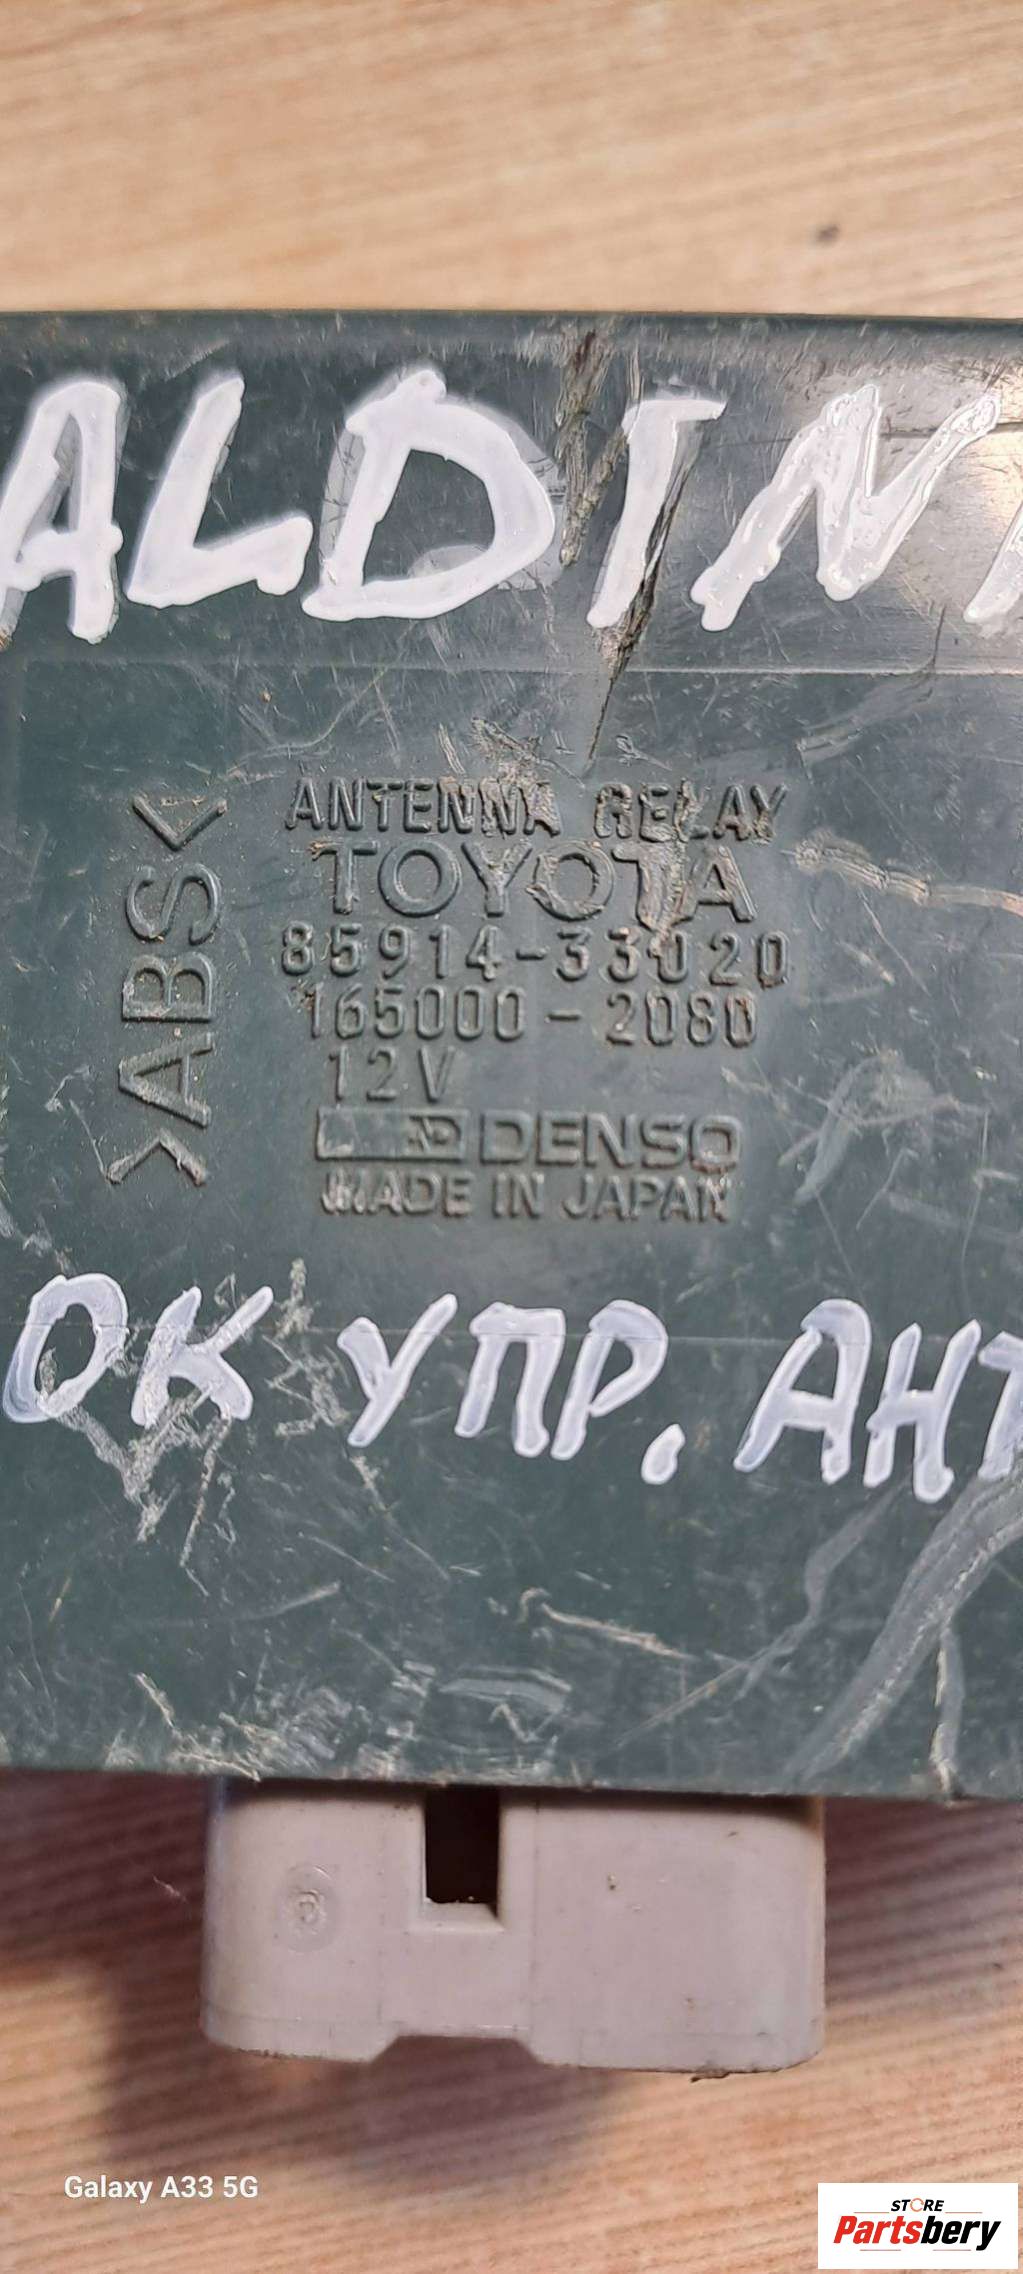 ALDIN
ANTENNA RELAY
TOYOTA
85914-33020
165000-2080
12V
DENSO
MADE IN JAPAN
>ABS<
ОК УПР. АНТ
Galaxy A33 5G
STORE
Partsbery